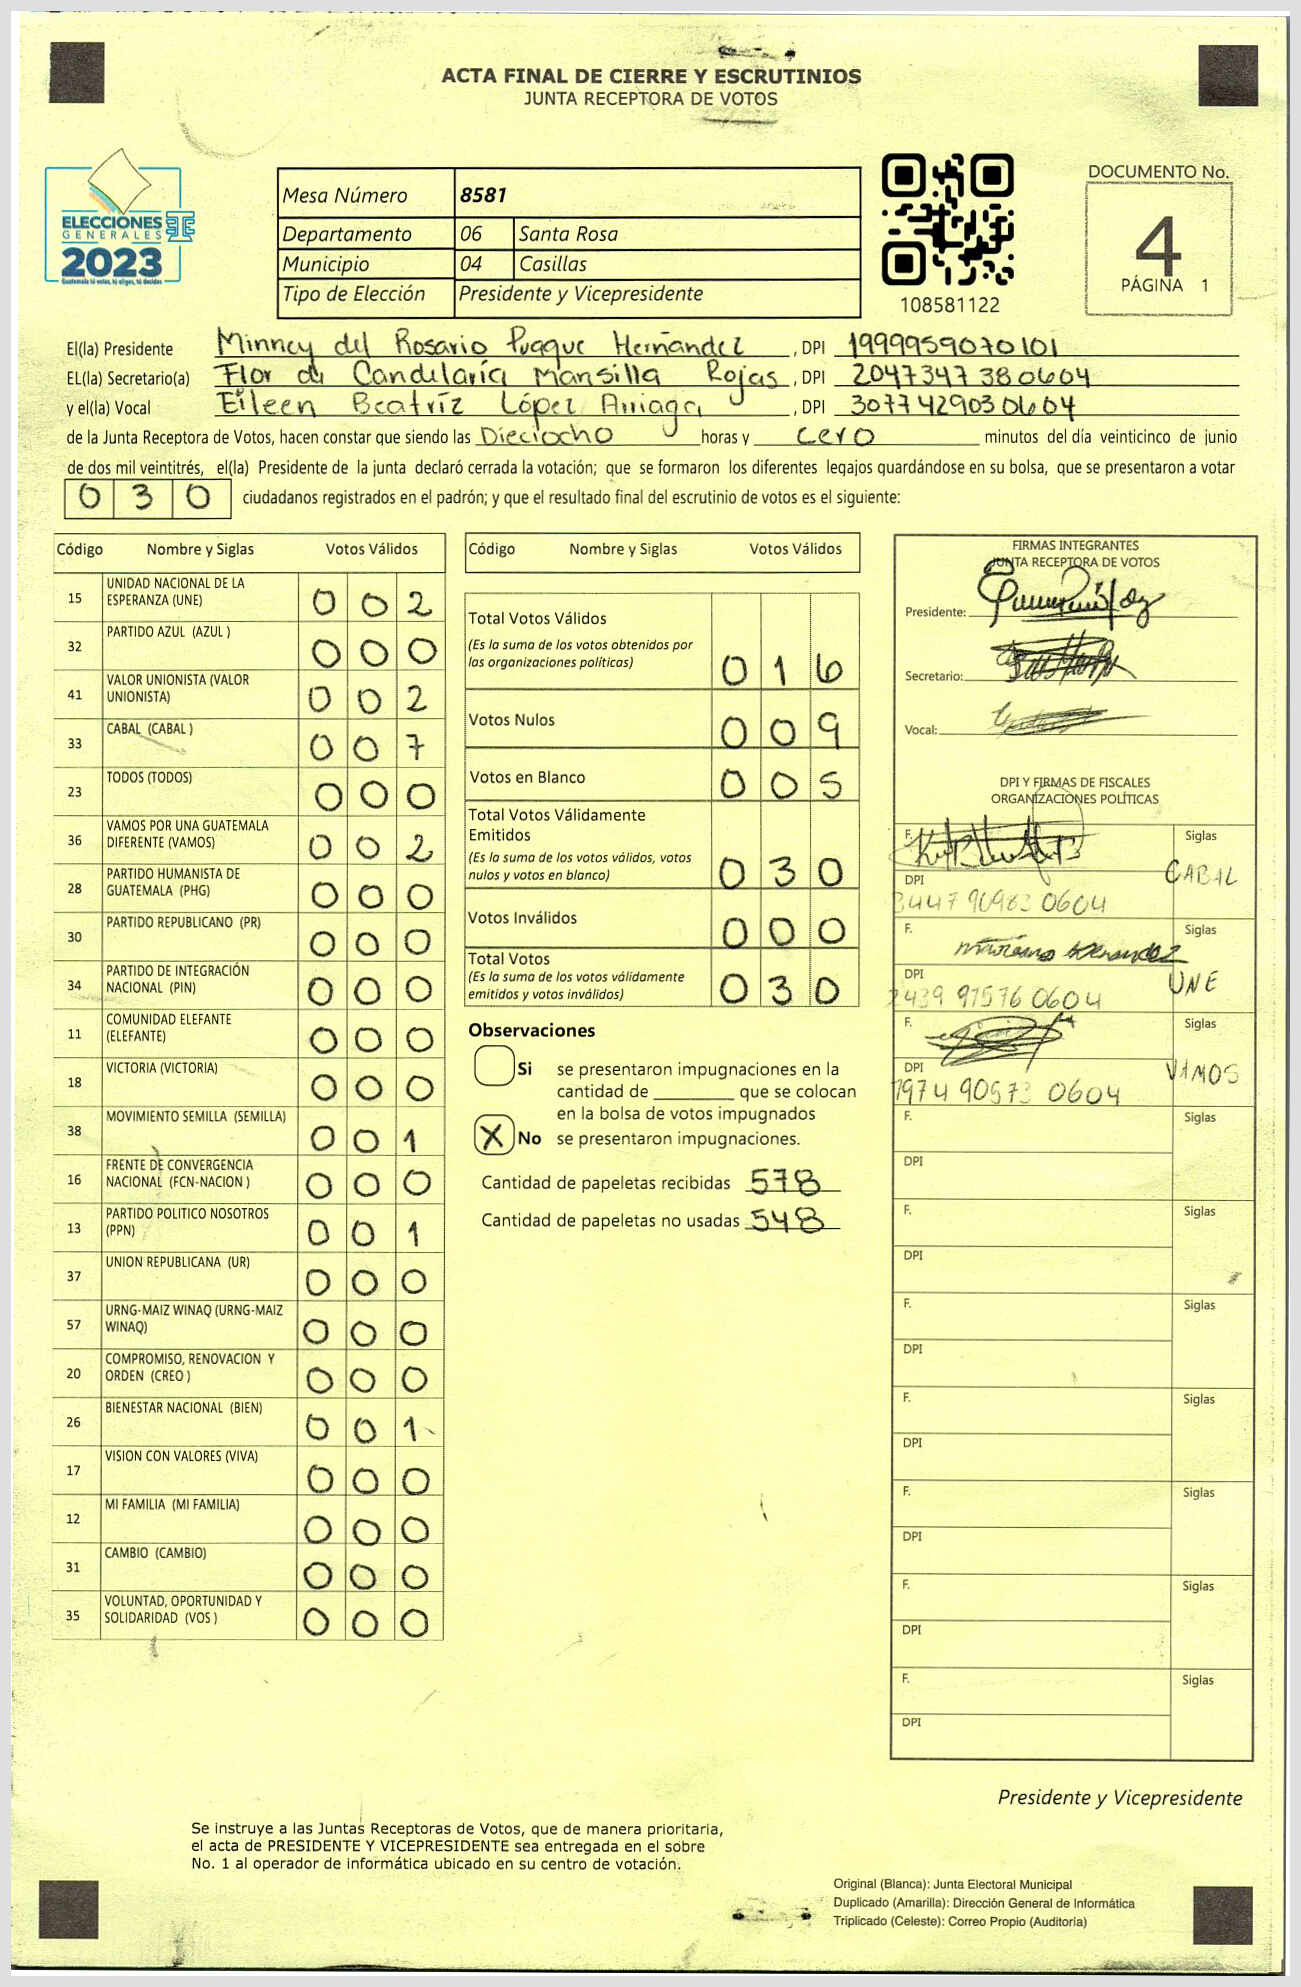 ACTA FINAL DE CIERRE Y ESCRUTINIOS
JUNTA RECEPTORA DE VOTOS
ELECCIONES
GENERALES
2023
Guatemala tú votas, tú eliges, tú decides
Mesa Número 8581
Departamento 06 Santa Rosa
Municipio 04 Casillas
Tipo de Elección Presidente y Vicepresidente
108581122
DOCUMENTO No.
4
PÁGINA 1
El(la) Presidente Minney del Rosario Puaque Hernández, DPI 1999959070101
EL(la) Secretario(a) Flor de Candelaría Mansilla Rojas, DPI 2047347380604
y el(la) Vocal Eileen Beatríz López Arriaga, DPI 3077429030604
de la Junta Receptora de Votos, hacen constar que siendo las Dieciocho horas y cero minutos del día veinticinco de junio
de dos mil veintitrés, el(la) Presidente de la junta declaró cerrada la votación; que se formaron los diferentes legajos guardándose en su bolsa, que se presentaron a votar
0 3 0 ciudadanos registrados en el padrón; y que el resultado final del escrutinio de votos es el siguiente:
Código Nombre y Siglas Votos Válidos
15 UNIDAD NACIONAL DE LA
ESPERANZA (UNE) 0 0 2
32 PARTIDO AZUL (AZUL ) 0 0 0
41 VALOR UNIONISTA (VALOR
UNIONISTA) 0 0 2
33 CABAL (CABAL ) 0 0 7
23 TODOS (TODOS) 0 0 0
36 VAMOS POR UNA GUATEMALA
DIFERENTE (VAMOS) 0 0 2
28 PARTIDO HUMANISTA DE
GUATEMALA (PHG) 0 0 0
30 PARTIDO REPUBLICANO (PR) 0 0 0
34 PARTIDO DE INTEGRACIÓN
NACIONAL (PIN) 0 0 0
11 COMUNIDAD ELEFANTE
(ELEFANTE) 0 0 0
18 VICTORIA (VICTORIA) 0 0 0
38 MOVIMIENTO SEMILLA (SEMILLA) 0 0 1
16 FRENTE DE CONVERGENCIA
NACIONAL (FCN-NACION ) 0 0 0
13 PARTIDO POLITICO NOSOTROS
(PPN) 0 0 1
37 UNION REPUBLICANA (UR) 0 0 0
57 URNG-MAIZ WINAQ (URNG-MAIZ
WINAQ) 0 0 0
20 COMPROMISO, RENOVACION Y
ORDEN (CREO ) 0 0 0
26 BIENESTAR NACIONAL (BIEN) 0 0 1
17 VISION CON VALORES (VIVA) 0 0 0
12 MI FAMILIA (MI FAMILIA) 0 0 0
31 CAMBIO (CAMBIO) 0 0 0
35 VOLUNTAD, OPORTUNIDAD Y
SOLIDARIDAD (VOS ) 0 0 0
Código Nombre y Siglas Votos Válidos
Total Votos Válidos
(Es la suma de los votos obtenidos por
las organizaciones políticas) 0 1 6
Votos Nulos 0 0 9
Votos en Blanco 0 0 5
Total Votos Válidamente
Emitidos
(Es la suma de los votos válidos, votos
nulos y votos en blanco) 0 3 0
Votos Inválidos 0 0 0
Total Votos
(Es la suma de los votos válidamente
emitidos y votos inválidos) 0 3 0
Observaciones
Si se presentaron impugnaciones en la
cantidad de ________ que se colocan
en la bolsa de votos impugnados
X No se presentaron impugnaciones.
Cantidad de papeletas recibidas 578
Cantidad de papeletas no usadas 548
FIRMAS INTEGRANTES
JUNTA RECEPTORA DE VOTOS
Presidente:
Secretario:
Vocal:
DPI Y FIRMAS DE FISCALES
ORGANIZACIONES POLÍTICAS
F. Siglas
CABAL
DPI
0604
F. Siglas
UNE
DPI
2439 91576 0604
F. Siglas
VAMOS
DPI
1974 90573 0604
F. Siglas
DPI
F. Siglas
DPI
F. Siglas
DPI
F. Siglas
DPI
F. Siglas
DPI
F. Siglas
DPI
F. Siglas
DPI
Presidente y Vicepresidente
Se instruye a las Juntas Receptoras de Votos, que de manera prioritaria,
el acta de PRESIDENTE Y VICEPRESIDENTE sea entregada en el sobre
No. 1 al operador de informática ubicado en su centro de votación.
Original (Blanca): Junta Electoral Municipal
Duplicado (Amarilla): Dirección General de Informática
Triplicado (Celeste): Correo Propio (Auditoría)